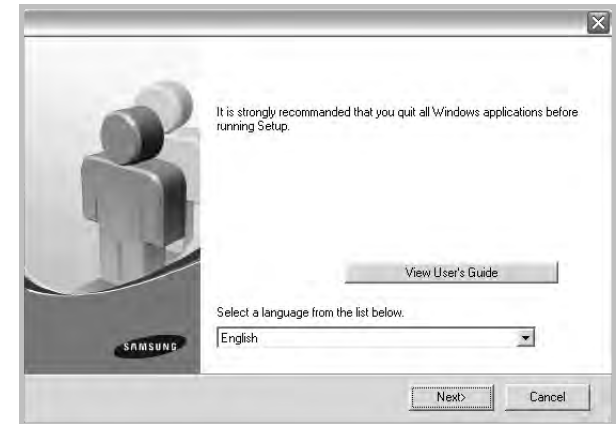 It is strongly recommanded that you quit all Windows applications before
running Setup.
View User's Guide
Select a language from the list below.
English
SAMSUNG
Next>
Cancel